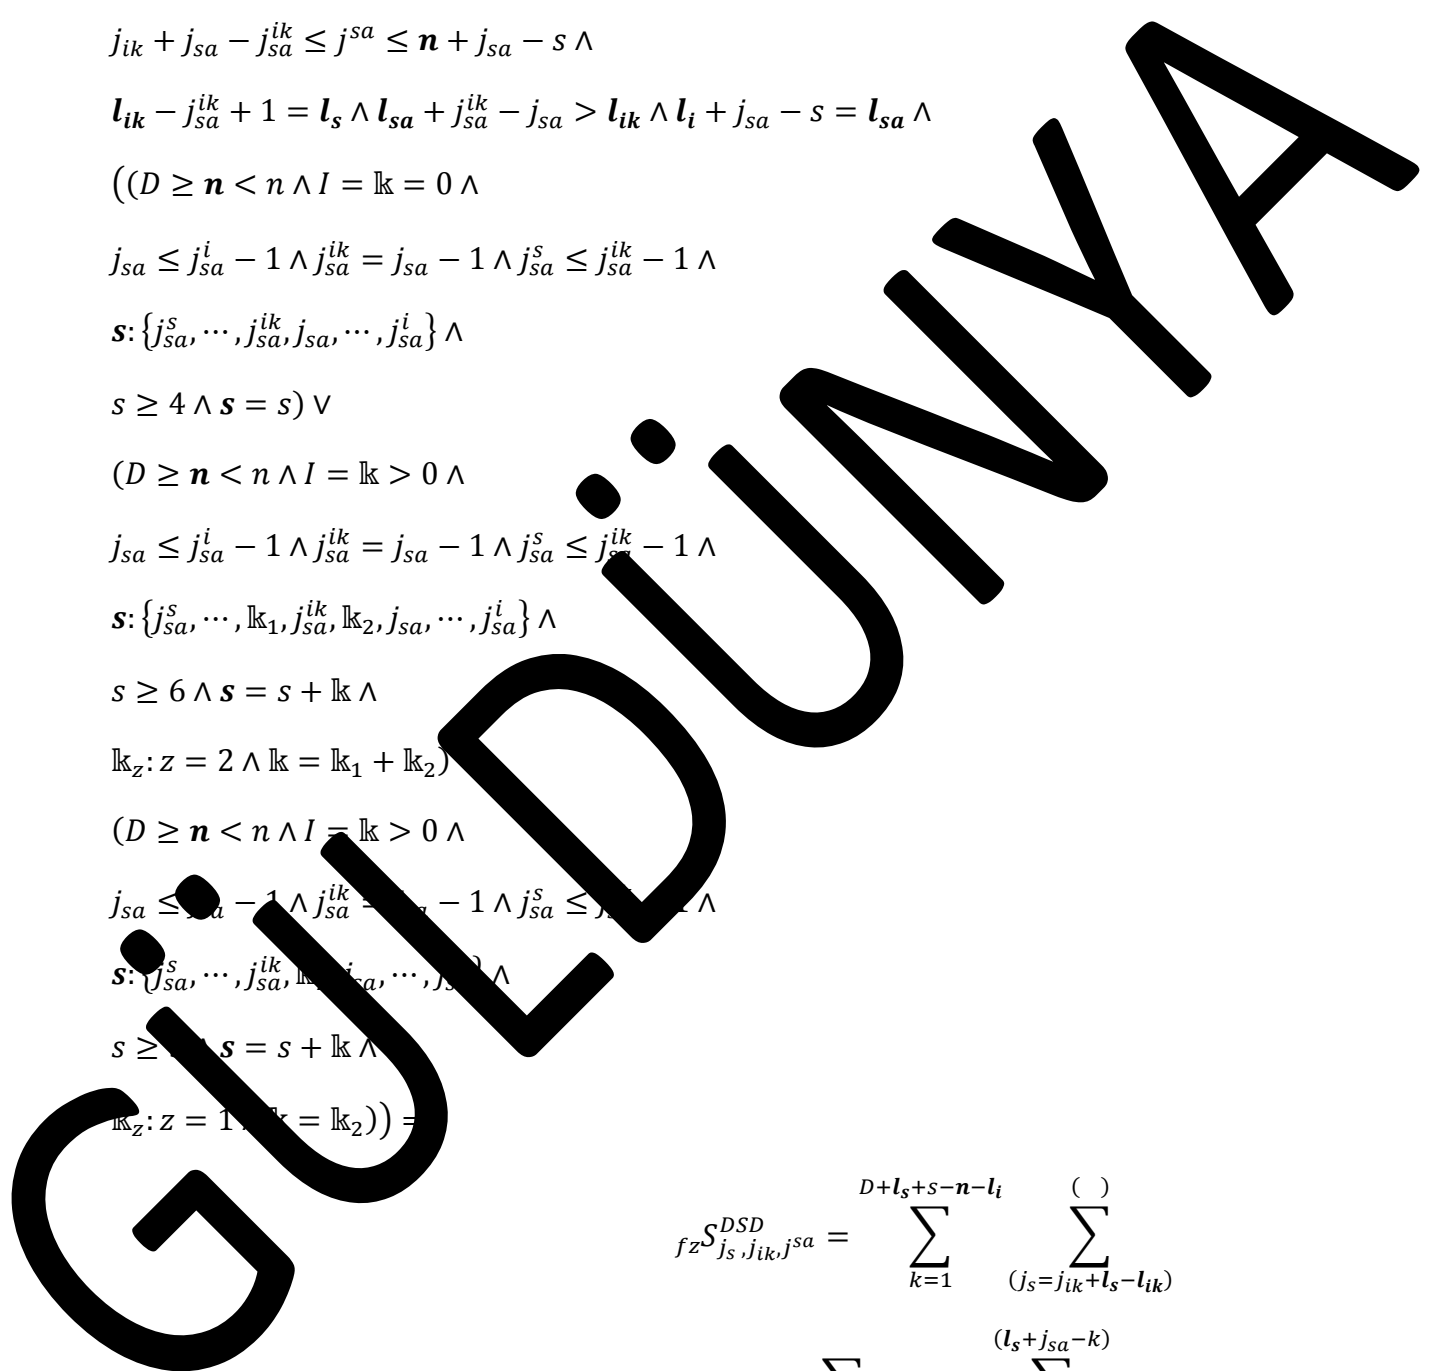 j_{ik} + j_{sa} − j_{sa}^{ik} ≤ j^{sa} ≤ **n** + j_{sa} − s ∧
**l_{ik}** − j_{sa}^{ik} + 1 = **l_s** ∧ **l_{sa}** + j_{sa}^{ik} − j_{sa} > **l_{ik}** ∧ **l_i** + j_{sa} − s = **l_{sa}** ∧
((D ≥ **n** < n ∧ I = 𝕜 = 0 ∧
j_{sa} ≤ j_{sa}^{i} − 1 ∧ j_{sa}^{ik} = j_{sa} − 1 ∧ j_{sa}^{s} ≤ j_{sa}^{ik} − 1 ∧
**s**: {j_{sa}^{s}, ⋯ , j_{sa}^{ik}, j_{sa}, ⋯ , j_{sa}^{i}} ∧
s ≥ 4 ∧ **s** = s) ∨
(D ≥ **n** < n ∧ I = 𝕜 > 0 ∧
j_{sa} ≤ j_{sa}^{i} − 1 ∧ j_{sa}^{ik} = j_{sa} − 1 ∧ j_{sa}^{s} ≤ j_{sa}^{ik} − 1 ∧
**s**: {j_{sa}^{s}, ⋯ , 𝕜_1, j_{sa}^{ik}, 𝕜_2, j_{sa}, ⋯ , j_{sa}^{i}} ∧
s ≥ 6 ∧ **s** = s + 𝕜 ∧
𝕜_z: z = 2 ∧ 𝕜 = 𝕜_1 + 𝕜_2)
(D ≥ **n** < n ∧ I = 𝕜 > 0 ∧
j_{sa} ≤ − 1 ∧ j_{sa}^{ik} = − 1 ∧ j_{sa}^{s} ≤ ∧
**s**: {j_{sa}^{s}, ⋯ , j_{sa}^{ik}, ⋯ , ∧
s ≥ **s** = s + 𝕜 ∧
𝕜_z: z = 1 = 𝕜_2)) =
_{fz}S_{j_s, j_{ik}, j^{sa}}^{DSD} = ∑_{k=1}^{D+**l_s**+s−**n**−**l_i**} ∑_{(j_s=j_{ik}+**l_s**−**l_{ik}**)}^{( )}
∑ ∑^{(**l_s**+j_{sa}−k)}
GÜLDÜNYA